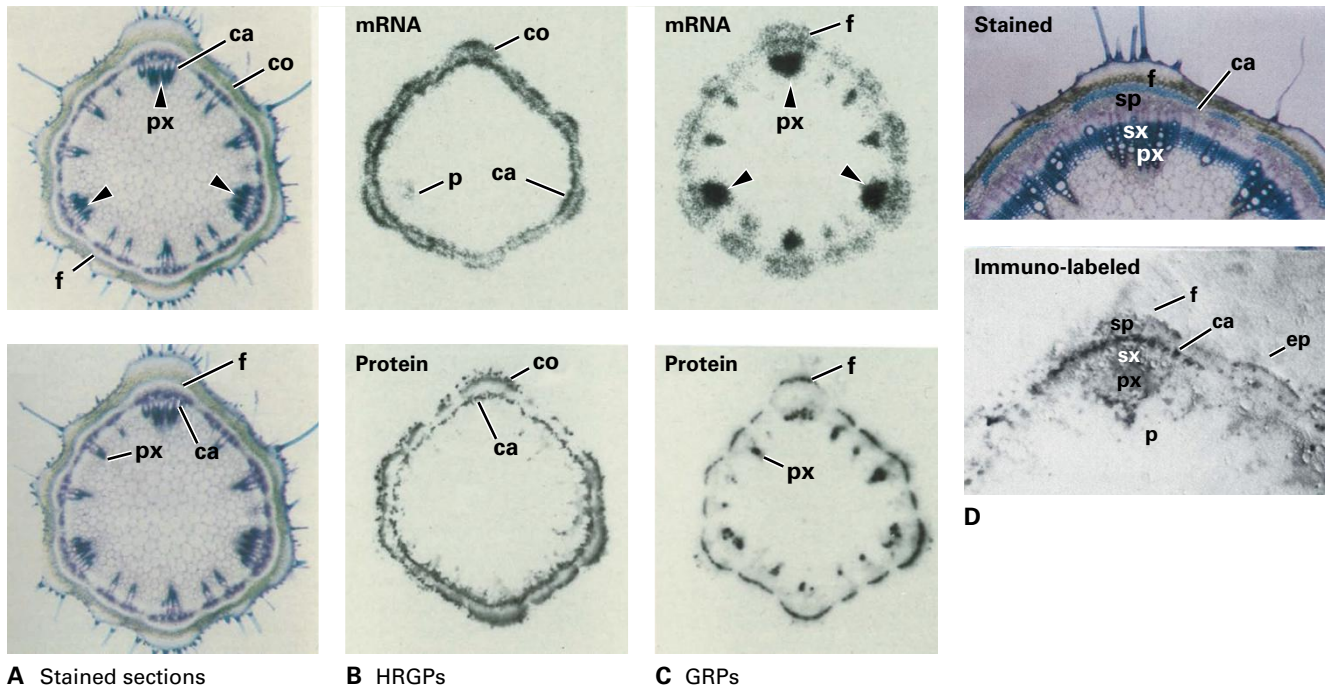 ca
co
px
f
mRNA
co
p
ca
mRNA
f
px
Stained
f
ca
sp
sx
px
Immuno-labeled
f
sp
ca
sx
ep
px
p
D
f
px
ca
Protein
co
ca
Protein
f
px
A Stained sections
B HRGPs
C GRPs